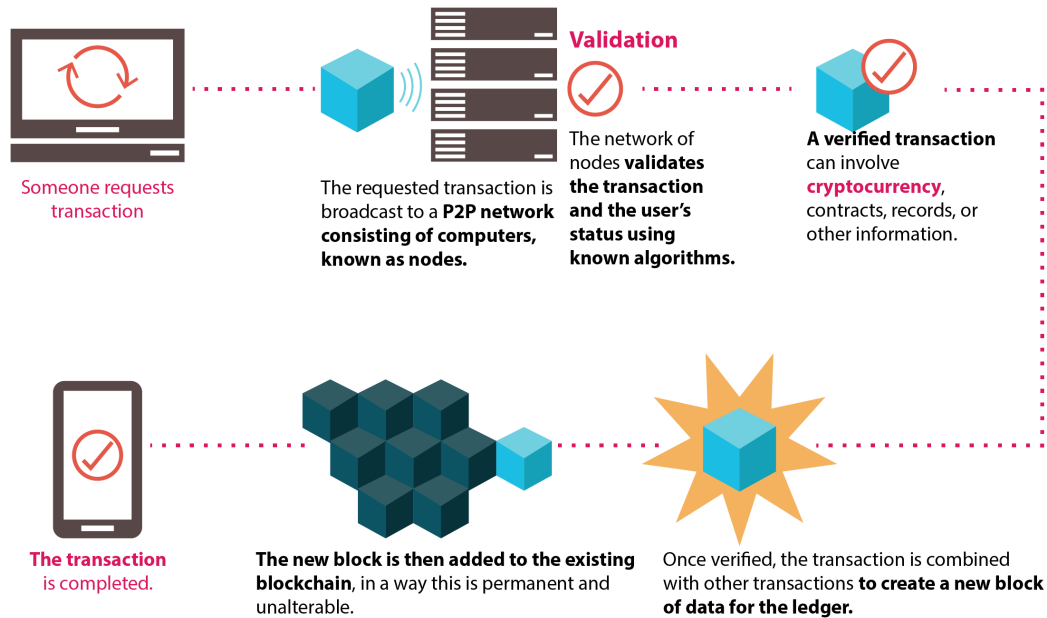 Someone requests
transaction
The requested transaction is
broadcast to a P2P network
consisting of computers,
known as nodes.
Validation
The network of
nodes validates
the transaction
and the user's
status using
known algorithms.
A verified transaction
can involve
cryptocurrency,
contracts, records, or
other information.
Once verified, the transaction is combined
with other transactions to create a new block
of data for the ledger.
The new block is then added to the existing
blockchain, in a way this is permanent and
unalterable.
The transaction
is completed.